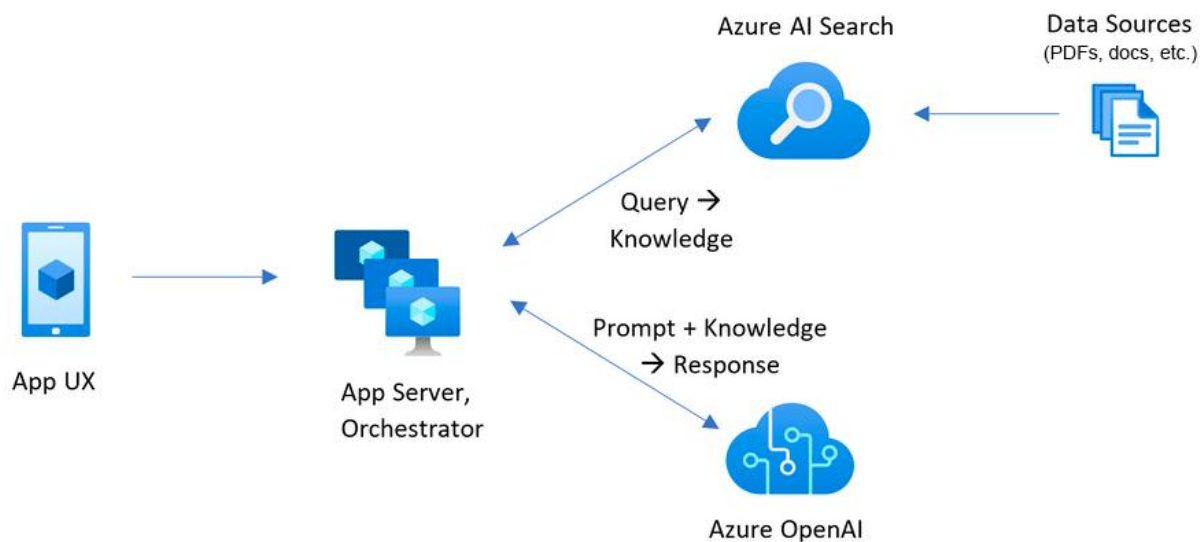 Azure AI Search
Data Sources
(PDFs, docs, etc.)
Query →
Knowledge
App UX
App Server,
Orchestrator
Prompt + Knowledge
→ Response
Azure OpenAI